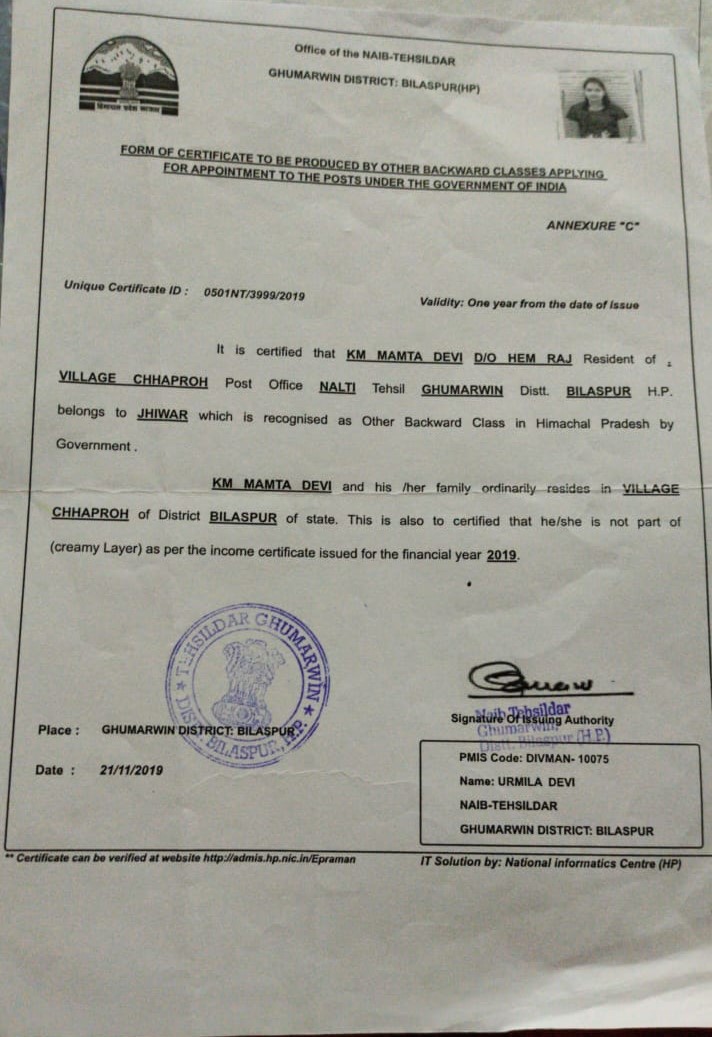 हिमाचल प्रदेश सरकार
Office of the NAIB-TEHSILDAR
GHUMARWIN DISTRICT: BILASPUR(HP)
FORM OF CERTIFICATE TO BE PRODUCED BY OTHER BACKWARD CLASSES APPLYING
FOR APPOINTMENT TO THE POSTS UNDER THE GOVERNMENT OF INDIA
ANNEXURE "C"
Unique Certificate ID : 0501NT/3999/2019
Validity: One year from the date of issue
It is certified that KM MAMTA DEVI D/O HEM RAJ Resident of ,
VILLAGE CHHAPROH Post Office NALTI Tehsil GHUMARWIN Distt. BILASPUR H.P.
belongs to JHIWAR which is recognised as Other Backward Class in Himachal Pradesh by
Government .
KM MAMTA DEVI and his /her family ordinarily resides in VILLAGE
CHHAPROH of District BILASPUR of state. This is also to certified that he/she is not part of
(creamy Layer) as per the income certificate issued for the financial year 2019.
TEHSILDAR GHUMARWIN
DISTT. BILASPUR, H.P.
Signature Of Issuing Authority
Naib Tehsildar
Ghumarwin,
Distt. Bilaspur (H.P.)
Place : GHUMARWIN DISTRICT: BILASPUR
Date : 21/11/2019
PMIS Code: DIVMAN- 10075
Name: URMILA DEVI
NAIB-TEHSILDAR
GHUMARWIN DISTRICT: BILASPUR
** Certificate can be verified at website http://admis.hp.nic.in/Epraman
IT Solution by: National informatics Centre (HP)